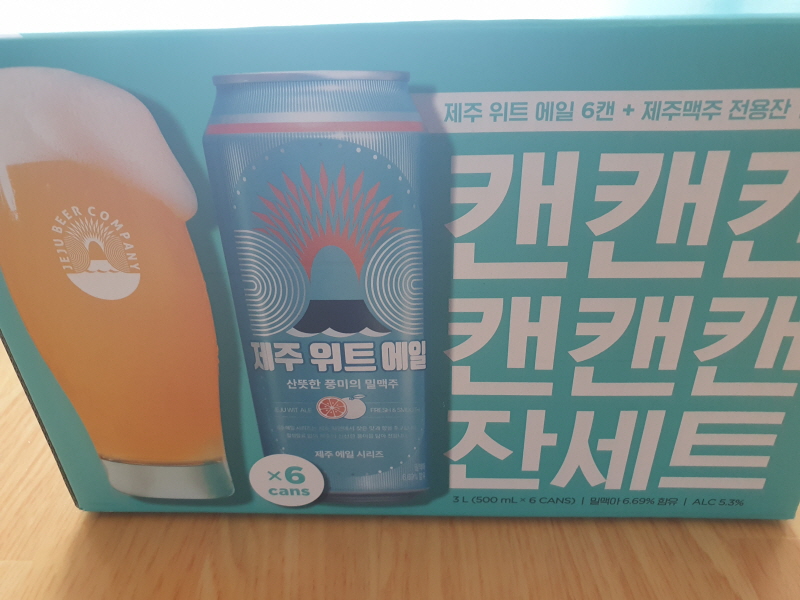 제주 위트 에일 6캔 + 제주맥주 전용잔
캔캔캔
캔캔캔
잔세트
3 L (500 mL × 6 CANS) | 밀맥아 6.69% 함유 | ALC 5.3%
JEJU BEER COMPANY
제주 위트 에일
산뜻한 풍미의 밀맥주
제주 에일 시리즈
×6
cans